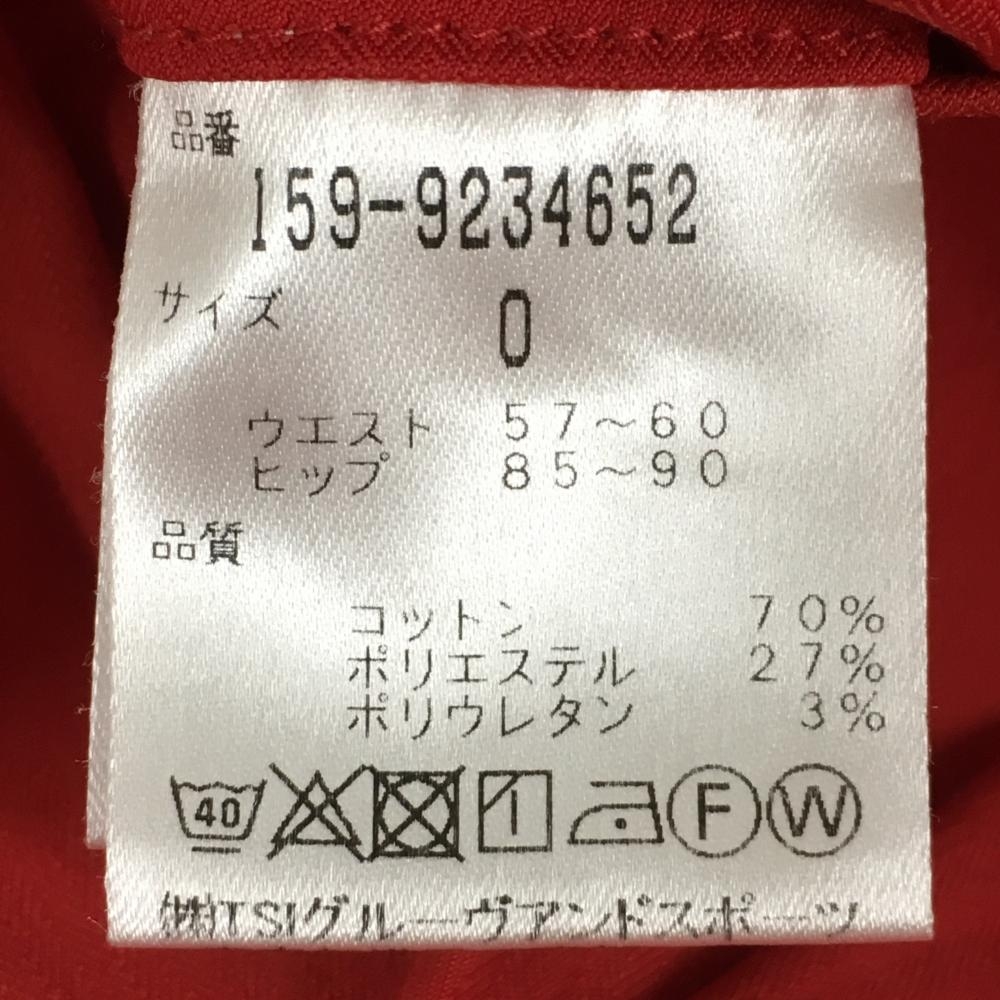 品番
159-9234652
サイズ 0
ウエスト 57～60
ヒップ 85～90
品質
コットン 70%
ポリエステル 27%
ポリウレタン 3%
40 F W
㈱TSIグルーヴアンドスポーツ